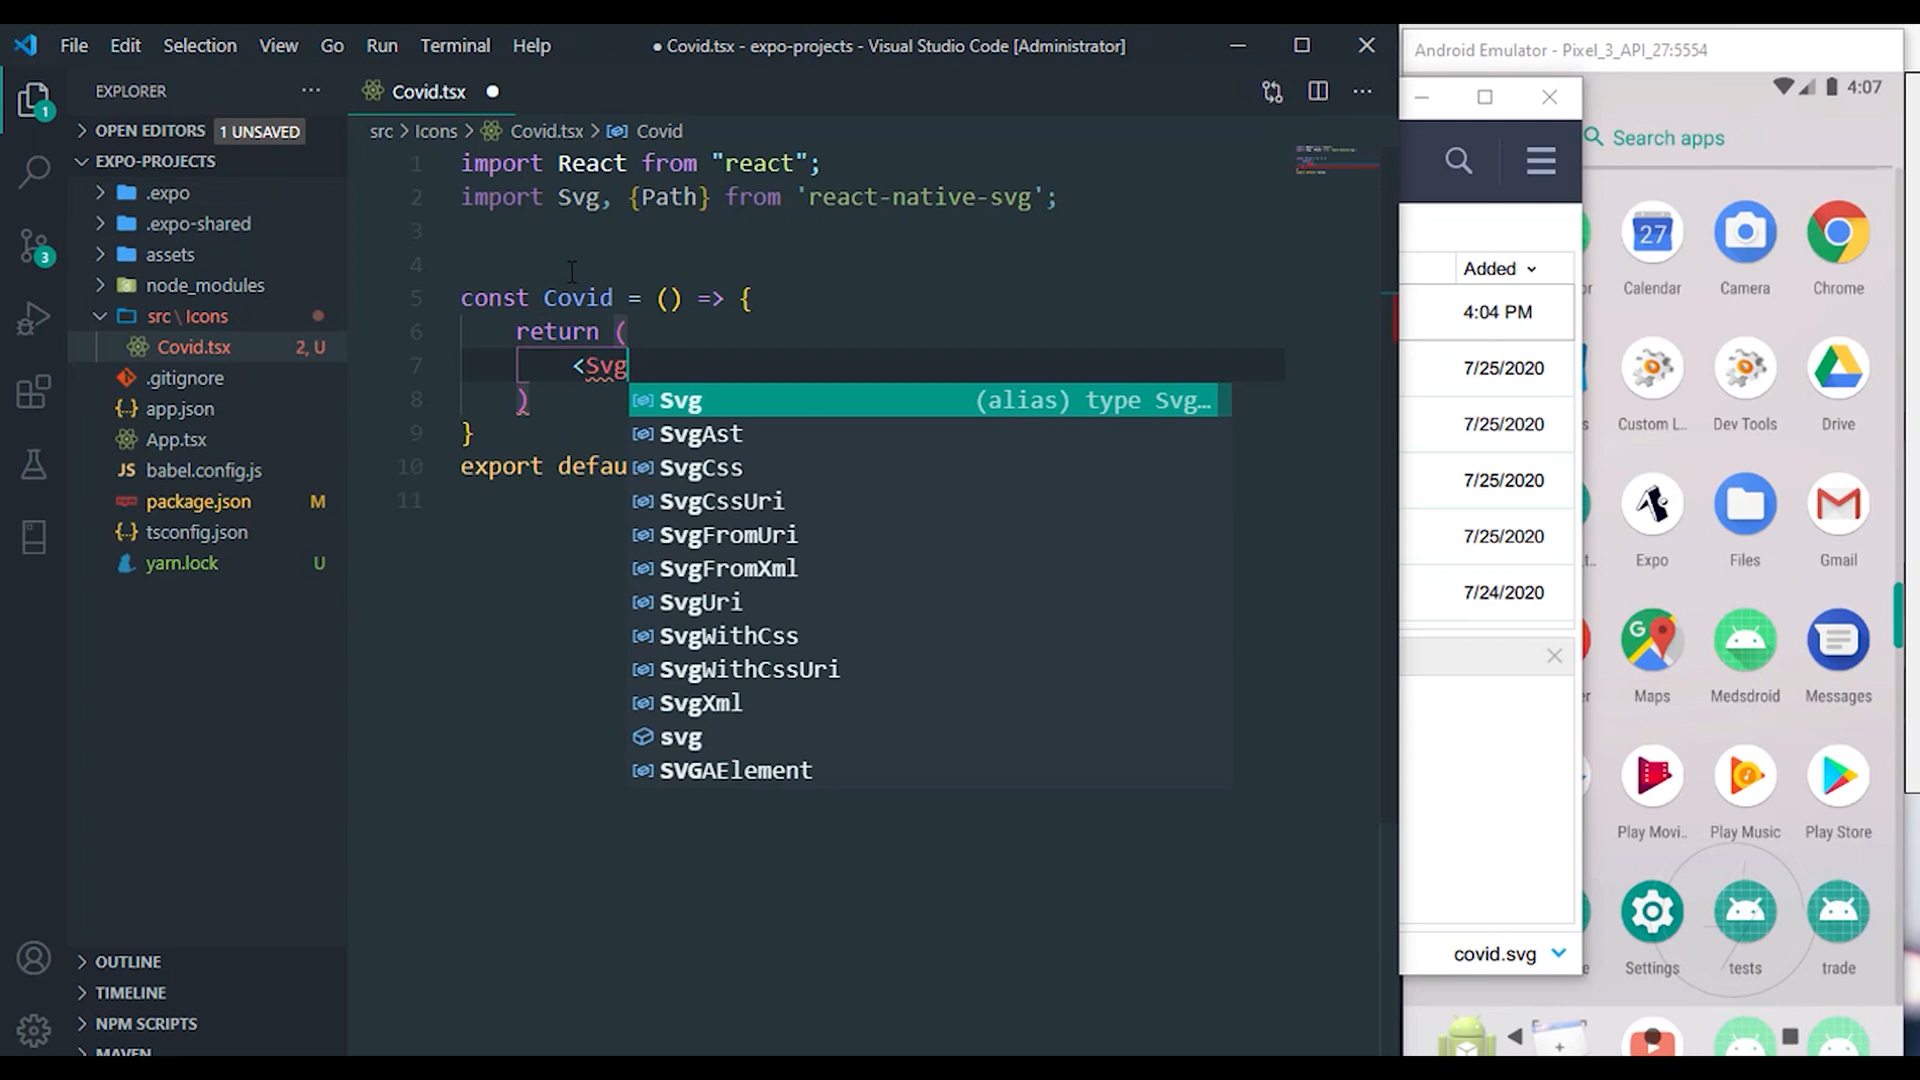 File Edit Selection View Go Run Terminal Help
● Covid.tsx - expo-projects - Visual Studio Code [Administrator]
EXPLORER
OPEN EDITORS 1 UNSAVED
EXPO-PROJECTS
.expo
.expo-shared
assets
node_modules
src \ Icons
Covid.tsx 2, U
.gitignore
app.json
App.tsx
babel.config.js
package.json M
tsconfig.json
yarn.lock U
OUTLINE
TIMELINE
NPM SCRIPTS
MAVEN
1
3
Covid.tsx
src > Icons > Covid.tsx > Covid
1 import React from "react";
2 import Svg, {Path} from 'react-native-svg';
3
4
5 const Covid = () => {
6 return (
7 <Svg
8 )
9 }
10 export defau
11
Svg (alias) type Svg…
SvgAst
SvgCss
SvgCssUri
SvgFromUri
SvgFromXml
SvgUri
SvgWithCss
SvgWithCssUri
SvgXml
svg
SVGAElement
Android Emulator - Pixel_3_API_27:5554
Added
4:04 PM
7/25/2020
7/25/2020
7/25/2020
7/25/2020
7/24/2020
covid.svg
4:07
Search apps
27
Calendar Camera Chrome
Custom L... Dev Tools Drive
Expo Files Gmail
Maps Medsdroid Messages
Play Movi.. Play Music Play Store
Settings tests trade